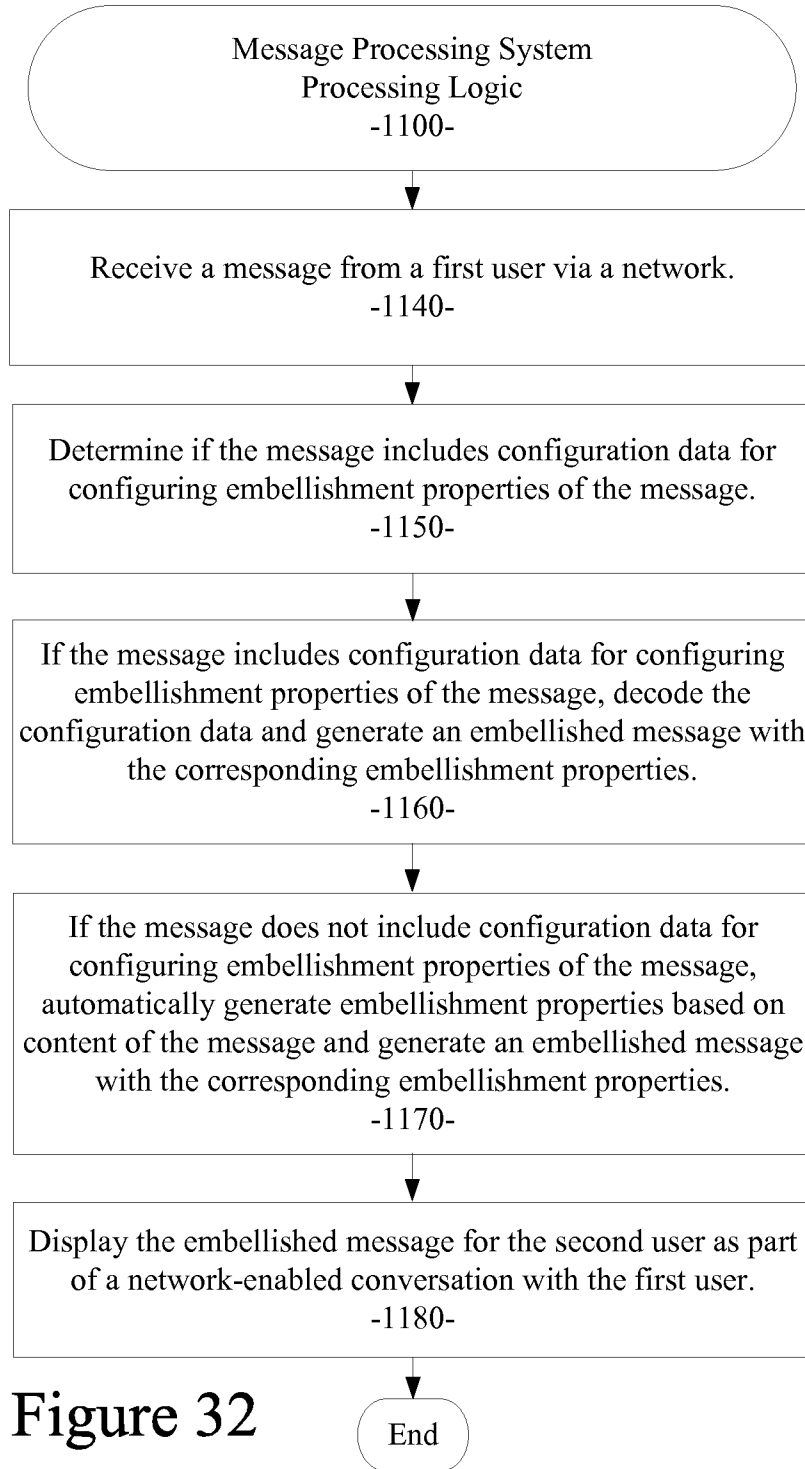 Message Processing System
Processing Logic
-1100-
Receive a message from a first user via a network.
-1140-
Determine if the message includes configuration data for
configuring embellishment properties of the message.
-1150-
If the message includes configuration data for configuring
embellishment properties of the message, decode the
configuration data and generate an embellished message with
the corresponding embellishment properties.
-1160-
If the message does not include configuration data for
configuring embellishment properties of the message,
automatically generate embellishment properties based on
content of the message and generate an embellished message
with the corresponding embellishment properties.
-1170-
Display the embellished message for the second user as part
of a network-enabled conversation with the first user.
-1180-
Figure 32
End